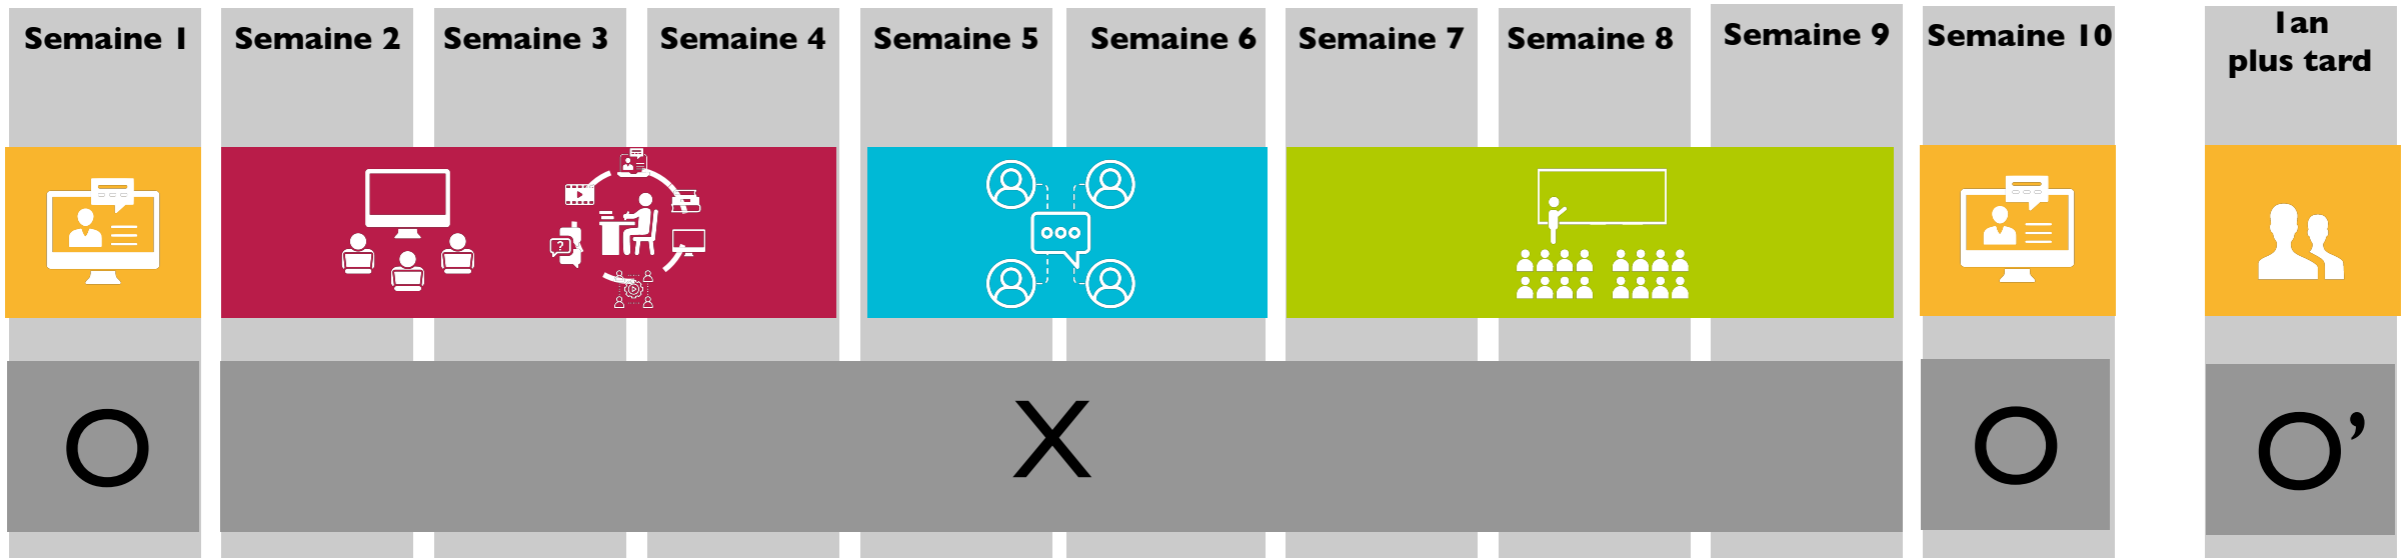 Semaine 1
Semaine 2
Semaine 3
Semaine 4
Semaine 5
Semaine 6
Semaine 7
Semaine 8
Semaine 9
Semaine 10
1an
plus tard
?
O
X
O
O’